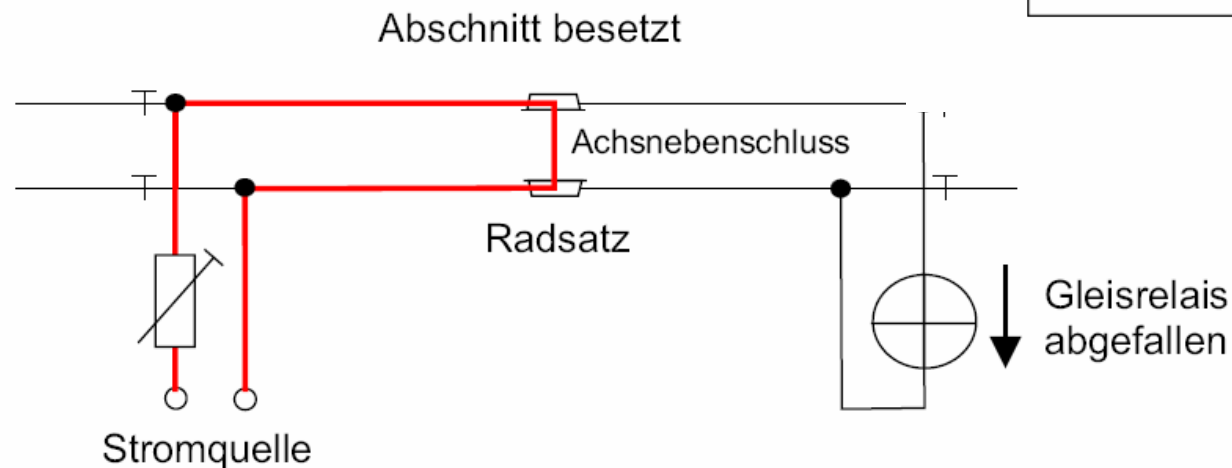 Abschnitt besetzt
Achsnebenschluss
Radsatz
Gleisrelais
abgefallen
Stromquelle